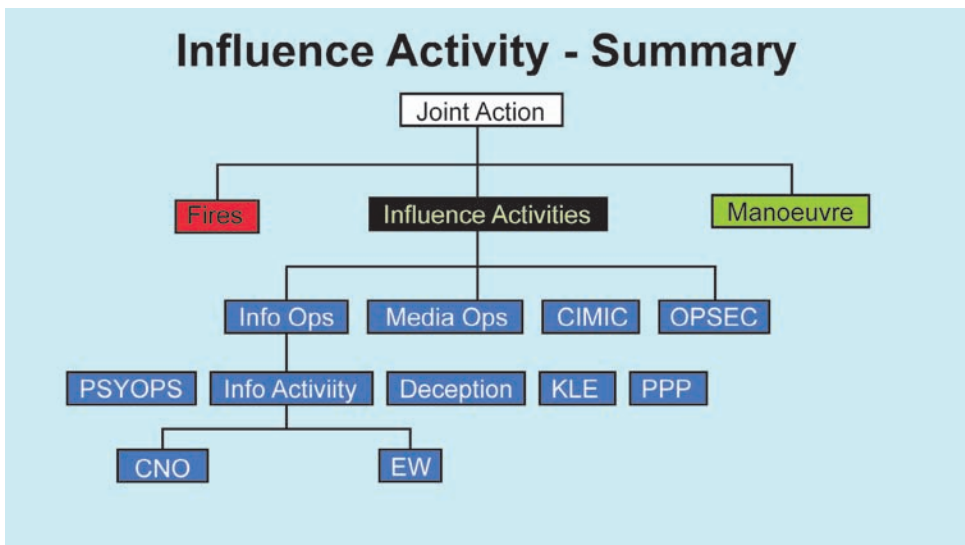 Influence Activity - Summary
Joint Action
Fires
Influence Activities
Manoeuvre
Info Ops
Media Ops
CIMIC
OPSEC
PSYOPS
Info Activiity
Deception
KLE
PPP
CNO
EW